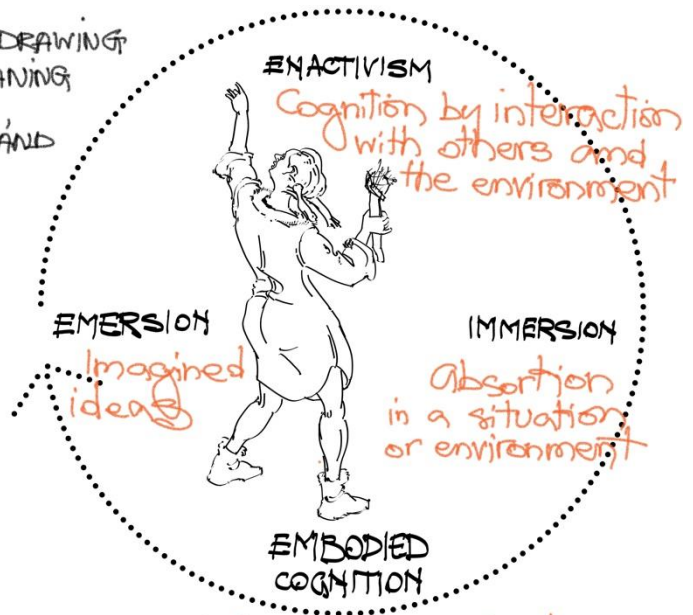 DRAWING
ANING
AND
ENACTIVISM
Cognition by interaction
with others and
the environment
EMERSION
Imagined
ideas
IMMERSION
absortion
in a situation
or environment
EMBODIED
COGNITION